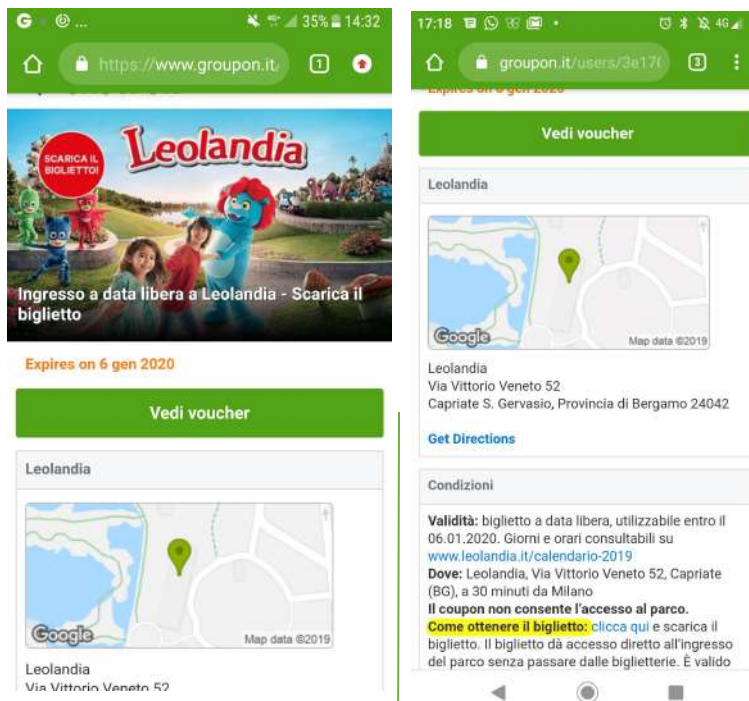 G ...
35% 14:32
https://www.groupon.it/
1
SCARICA IL
BIGLIETTO!
Leolandia
Ingresso a data libera a Leolandia - Scarica il
biglietto
Expires on 6 gen 2020
Vedi voucher
Leolandia
Google
Map data ©2019
Leolandia
Via Vittorio Veneto 52
17:18
4G
groupon.it/users/3e17(
3
Expires on 6 gen 2020
Vedi voucher
Leolandia
Google
Map data ©2019
Leolandia
Via Vittorio Veneto 52
Capriate S. Gervasio, Provincia di Bergamo 24042
Get Directions
Condizioni
Validità: biglietto a data libera, utilizzabile entro il
06.01.2020. Giorni e orari consultabili su
www.leolandia.it/calendario-2019
Dove: Leolandia, Via Vittorio Veneto 52, Capriate
(BG), a 30 minuti da Milano
Il coupon non consente l'accesso al parco.
Come ottenere il biglietto: clicca qui e scarica il
biglietto. Il biglietto dà accesso diretto all'ingresso
del parco senza passare dalle biglietterie. È valido